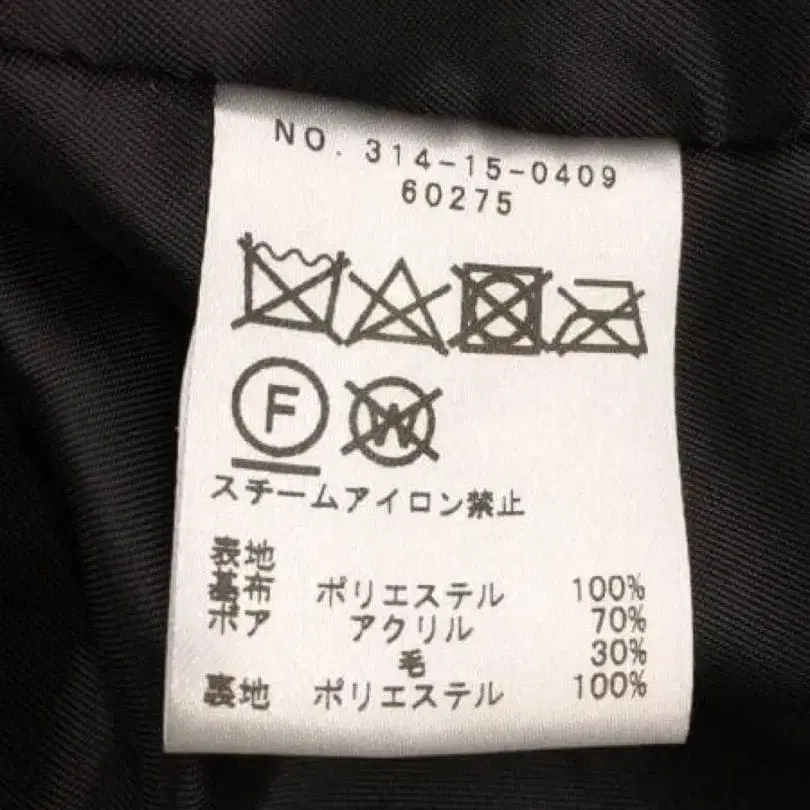 NO. 314-15-0409
60275
F W
スチームアイロン禁止
表地
基布 ポリエステル 100%
ボア アクリル 70%
毛 30%
裏地 ポリエステル 100%